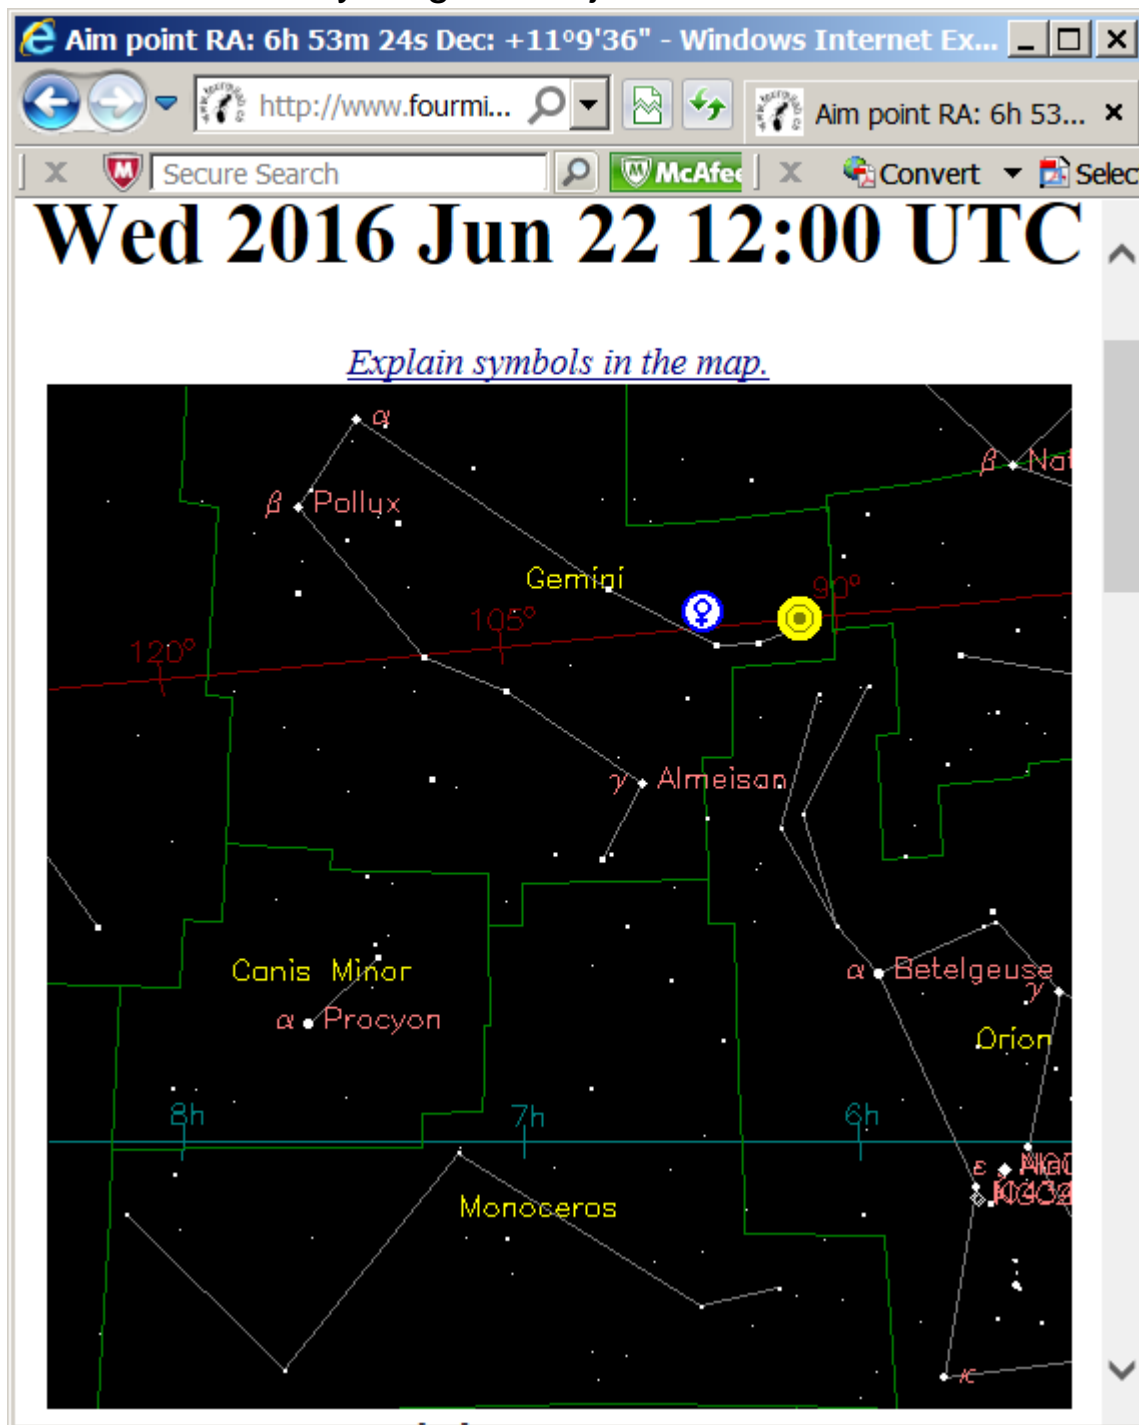 Aim point RA: 6h 53m 24s Dec: +11°9'36" - Windows Internet Ex...
http://www.fourmi... Aim point RA: 6h 53...
Secure Search McAfee Convert Selec
Wed 2016 Jun 22 12:00 UTC
Explain symbols in the map.
α
β Nat
β Pollux
Gemini
90°
105°
120°
γ Almeisan
Canis Minor
α Betelgeuse
γ
α Procyon
Orion
8h 7h 6h
ε
Monoceros
κ